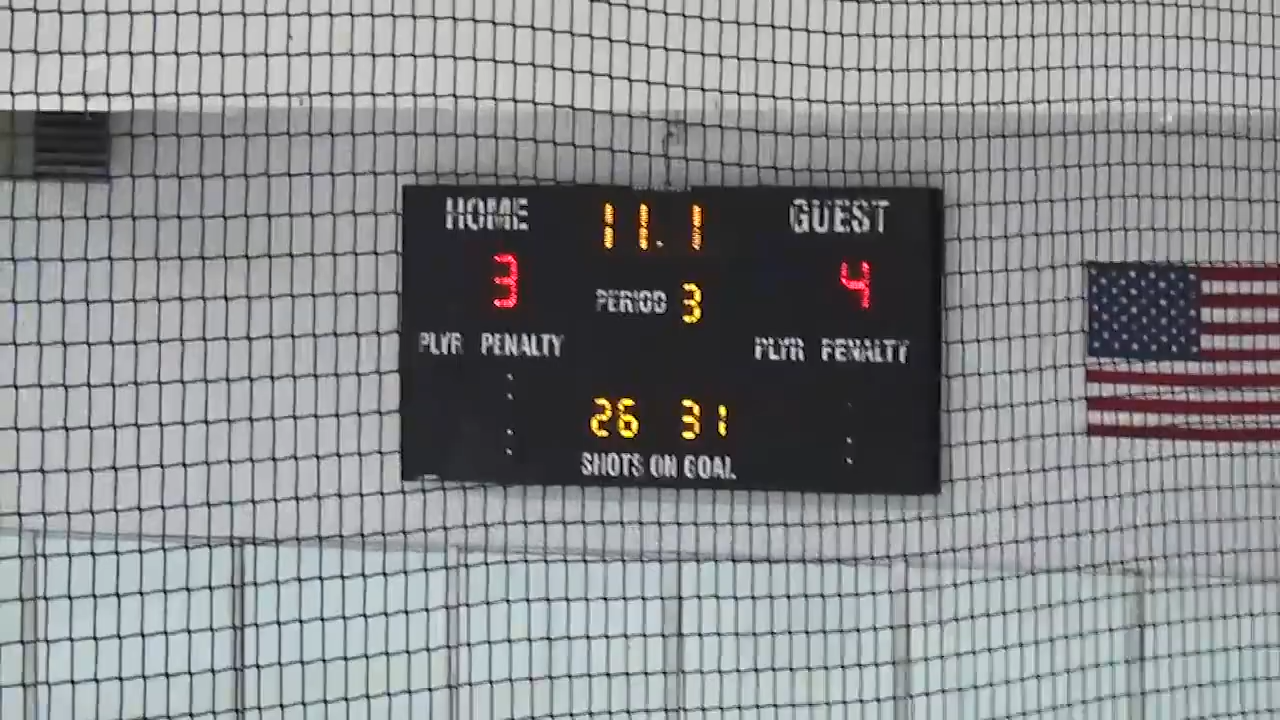 HOME 11.1 GUEST
3 PERIOD 3 4
PLYR PENALTY PLYR PENALTY
26 31
SHOTS ON GOAL